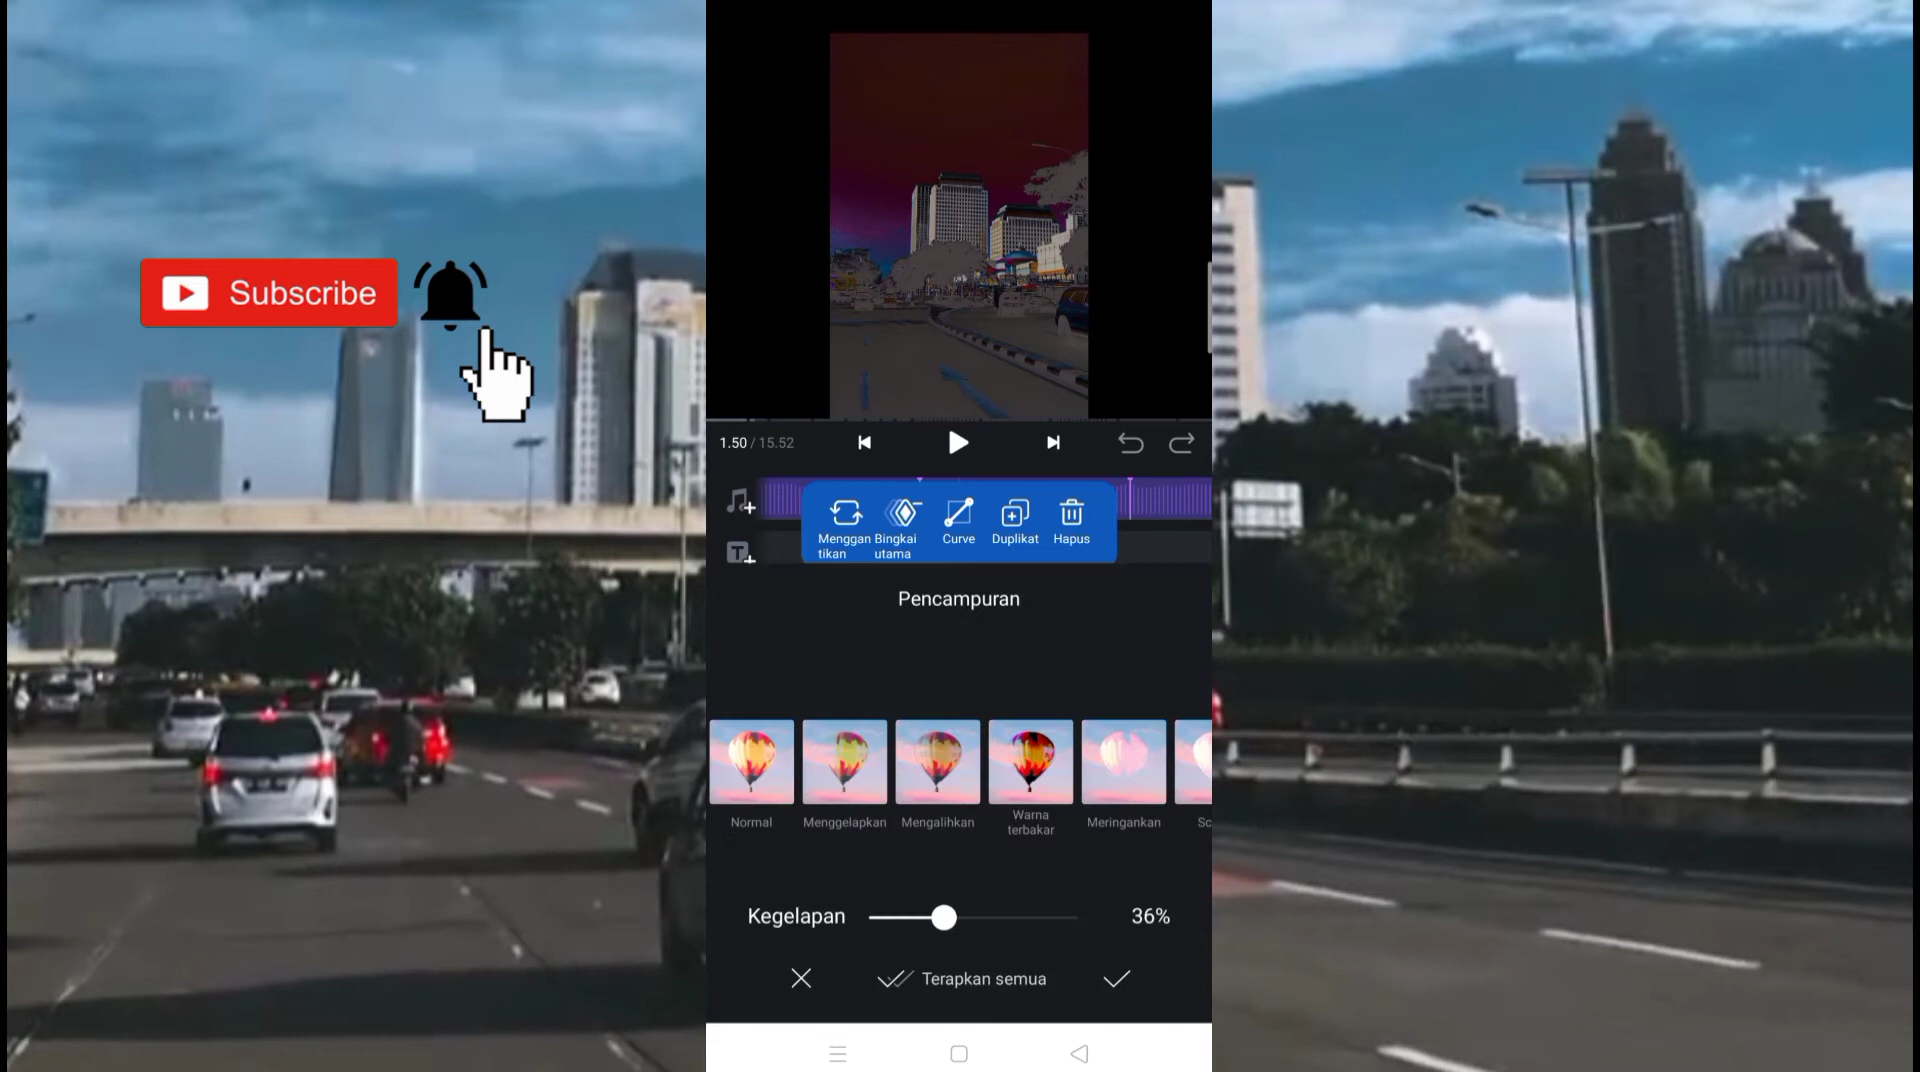 Subscribe
1.50 / 15.52
Menggan
tikan
Bingkai
utama
Curve
Duplikat
Hapus
T
Pencampuran
Normal
Menggelapkan
Mengalihkan
Warna
terbakar
Meringankan
Sc
Kegelapan
36%
Terapkan semua